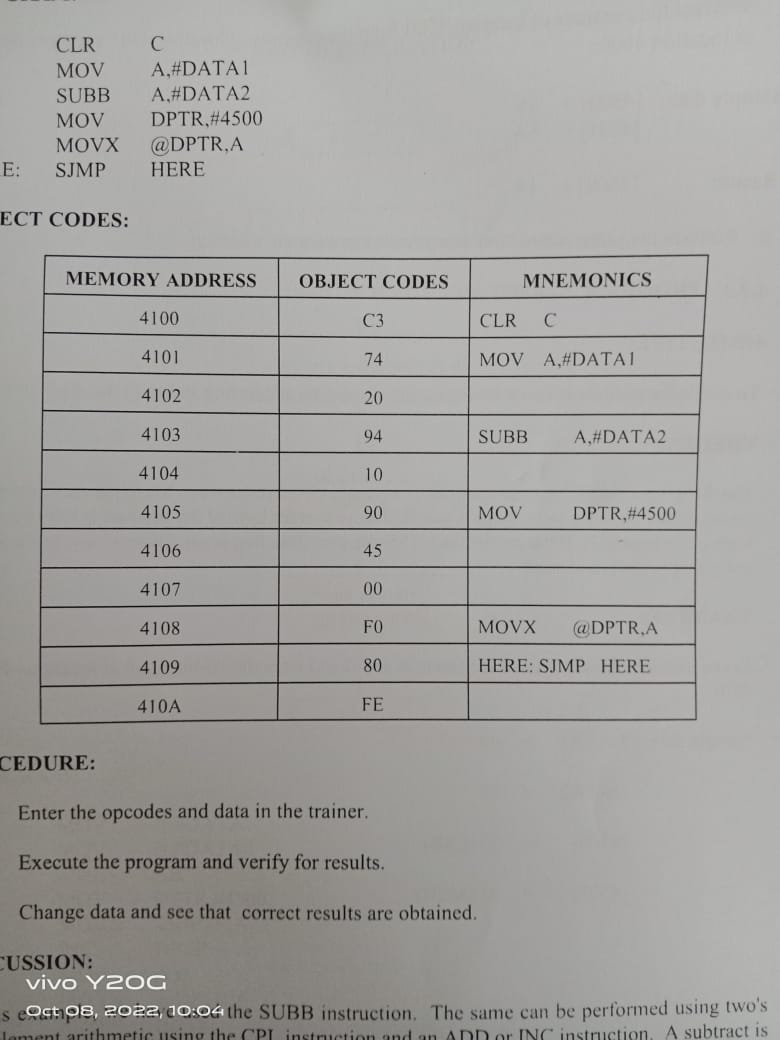 CLR C
MOV A,#DATA1
SUBB A,#DATA2
MOV DPTR,#4500
MOVX @DPTR,A
E: SJMP HERE
ECT CODES:
MEMORY ADDRESS OBJECT CODES MNEMONICS
4100 C3 CLR C
4101 74 MOV A,#DATA1
4102 20
4103 94 SUBB A,#DATA2
4104 10
4105 90 MOV DPTR,#4500
4106 45
4107 00
4108 F0 MOVX @DPTR,A
4109 80 HERE: SJMP HERE
410A FE
CEDURE:
Enter the opcodes and data in the trainer.
Execute the program and verify for results.
Change data and see that correct results are obtained.
CUSSION:
vivo Y20G
Oct 08, 2022, 10:04
the SUBB instruction. The same can be performed using two's
lement arithmetic using the CPL instruction and an ADD or INC instruction. A subtract is